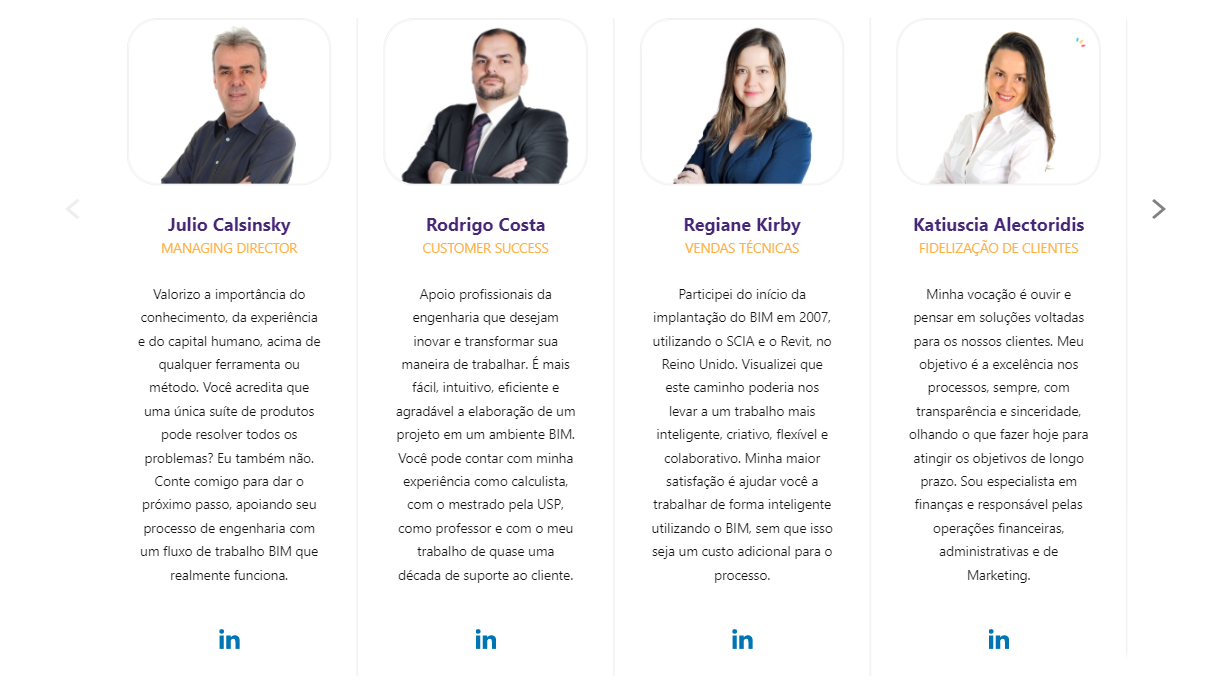 Julio Calsinsky
MANAGING DIRECTOR
Valorizo a importância do
conhecimento, da experiência
e do capital humano, acima de
qualquer ferramenta ou
método. Você acredita que
uma única suíte de produtos
pode resolver todos os
problemas? Eu também não.
Conte comigo para dar o
próximo passo, apoiando seu
processo de engenharia com
um fluxo de trabalho BIM que
realmente funciona.
in
Rodrigo Costa
CUSTOMER SUCCESS
Apoio profissionais da
engenharia que desejam
inovar e transformar sua
maneira de trabalhar. É mais
fácil, intuitivo, eficiente e
agradável a elaboração de um
projeto em um ambiente BIM.
Você pode contar com minha
experiência como calculista,
com o mestrado pela USP,
como professor e com o meu
trabalho de quase uma
década de suporte ao cliente.
in
Regiane Kirby
VENDAS TÉCNICAS
Participei do início da
implantação do BIM em 2007,
utilizando o SCIA e o Revit, no
Reino Unido. Visualizei que
este caminho poderia nos
levar a um trabalho mais
inteligente, criativo, flexível e
colaborativo. Minha maior
satisfação é ajudar você a
trabalhar de forma inteligente
utilizando o BIM, sem que isso
seja um custo adicional para o
processo.
in
Katiuscia Alectoridis
FIDELIZAÇÃO DE CLIENTES
Minha vocação é ouvir e
pensar em soluções voltadas
para os nossos clientes. Meu
objetivo é a excelência nos
processos, sempre, com
transparência e sinceridade,
olhando o que fazer hoje para
atingir os objetivos de longo
prazo. Sou especialista em
finanças e responsável pelas
operações financeiras,
administrativas e de
Marketing.
in